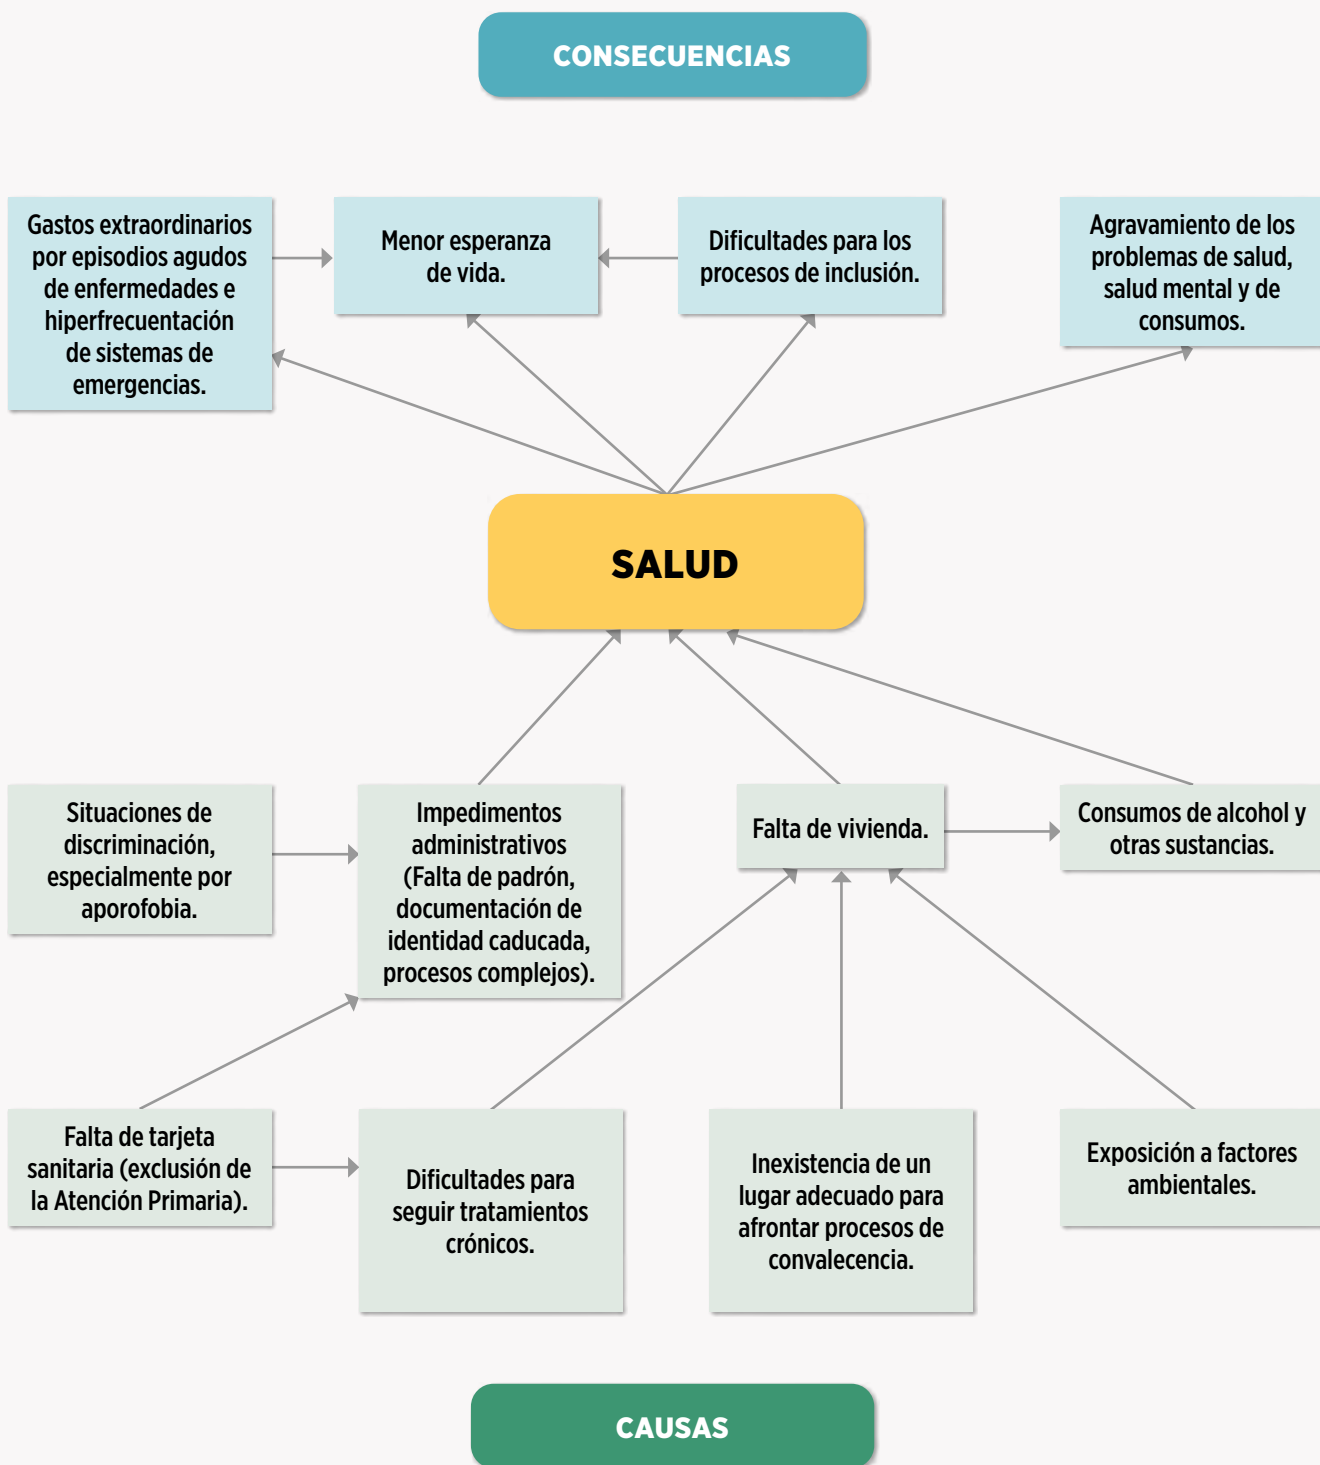 CONSECUENCIAS
Gastos extraordinarios
por episodios agudos
de enfermedades e
hiperfrecuentación
de sistemas de
emergencias.
Menor esperanza
de vida.
Dificultades para los
procesos de inclusión.
Agravamiento de los
problemas de salud,
salud mental y de
consumos.
SALUD
Situaciones de
discriminación,
especialmente por
aporofobia.
Impedimentos
administrativos
(Falta de padrón,
documentación de
identidad caducada,
procesos complejos).
Falta de vivienda.
Consumos de alcohol y
otras sustancias.
Falta de tarjeta
sanitaria (exclusión de
la Atención Primaria).
Dificultades para
seguir tratamientos
crónicos.
Inexistencia de un
lugar adecuado para
afrontar procesos de
convalecencia.
Exposición a factores
ambientales.
CAUSAS